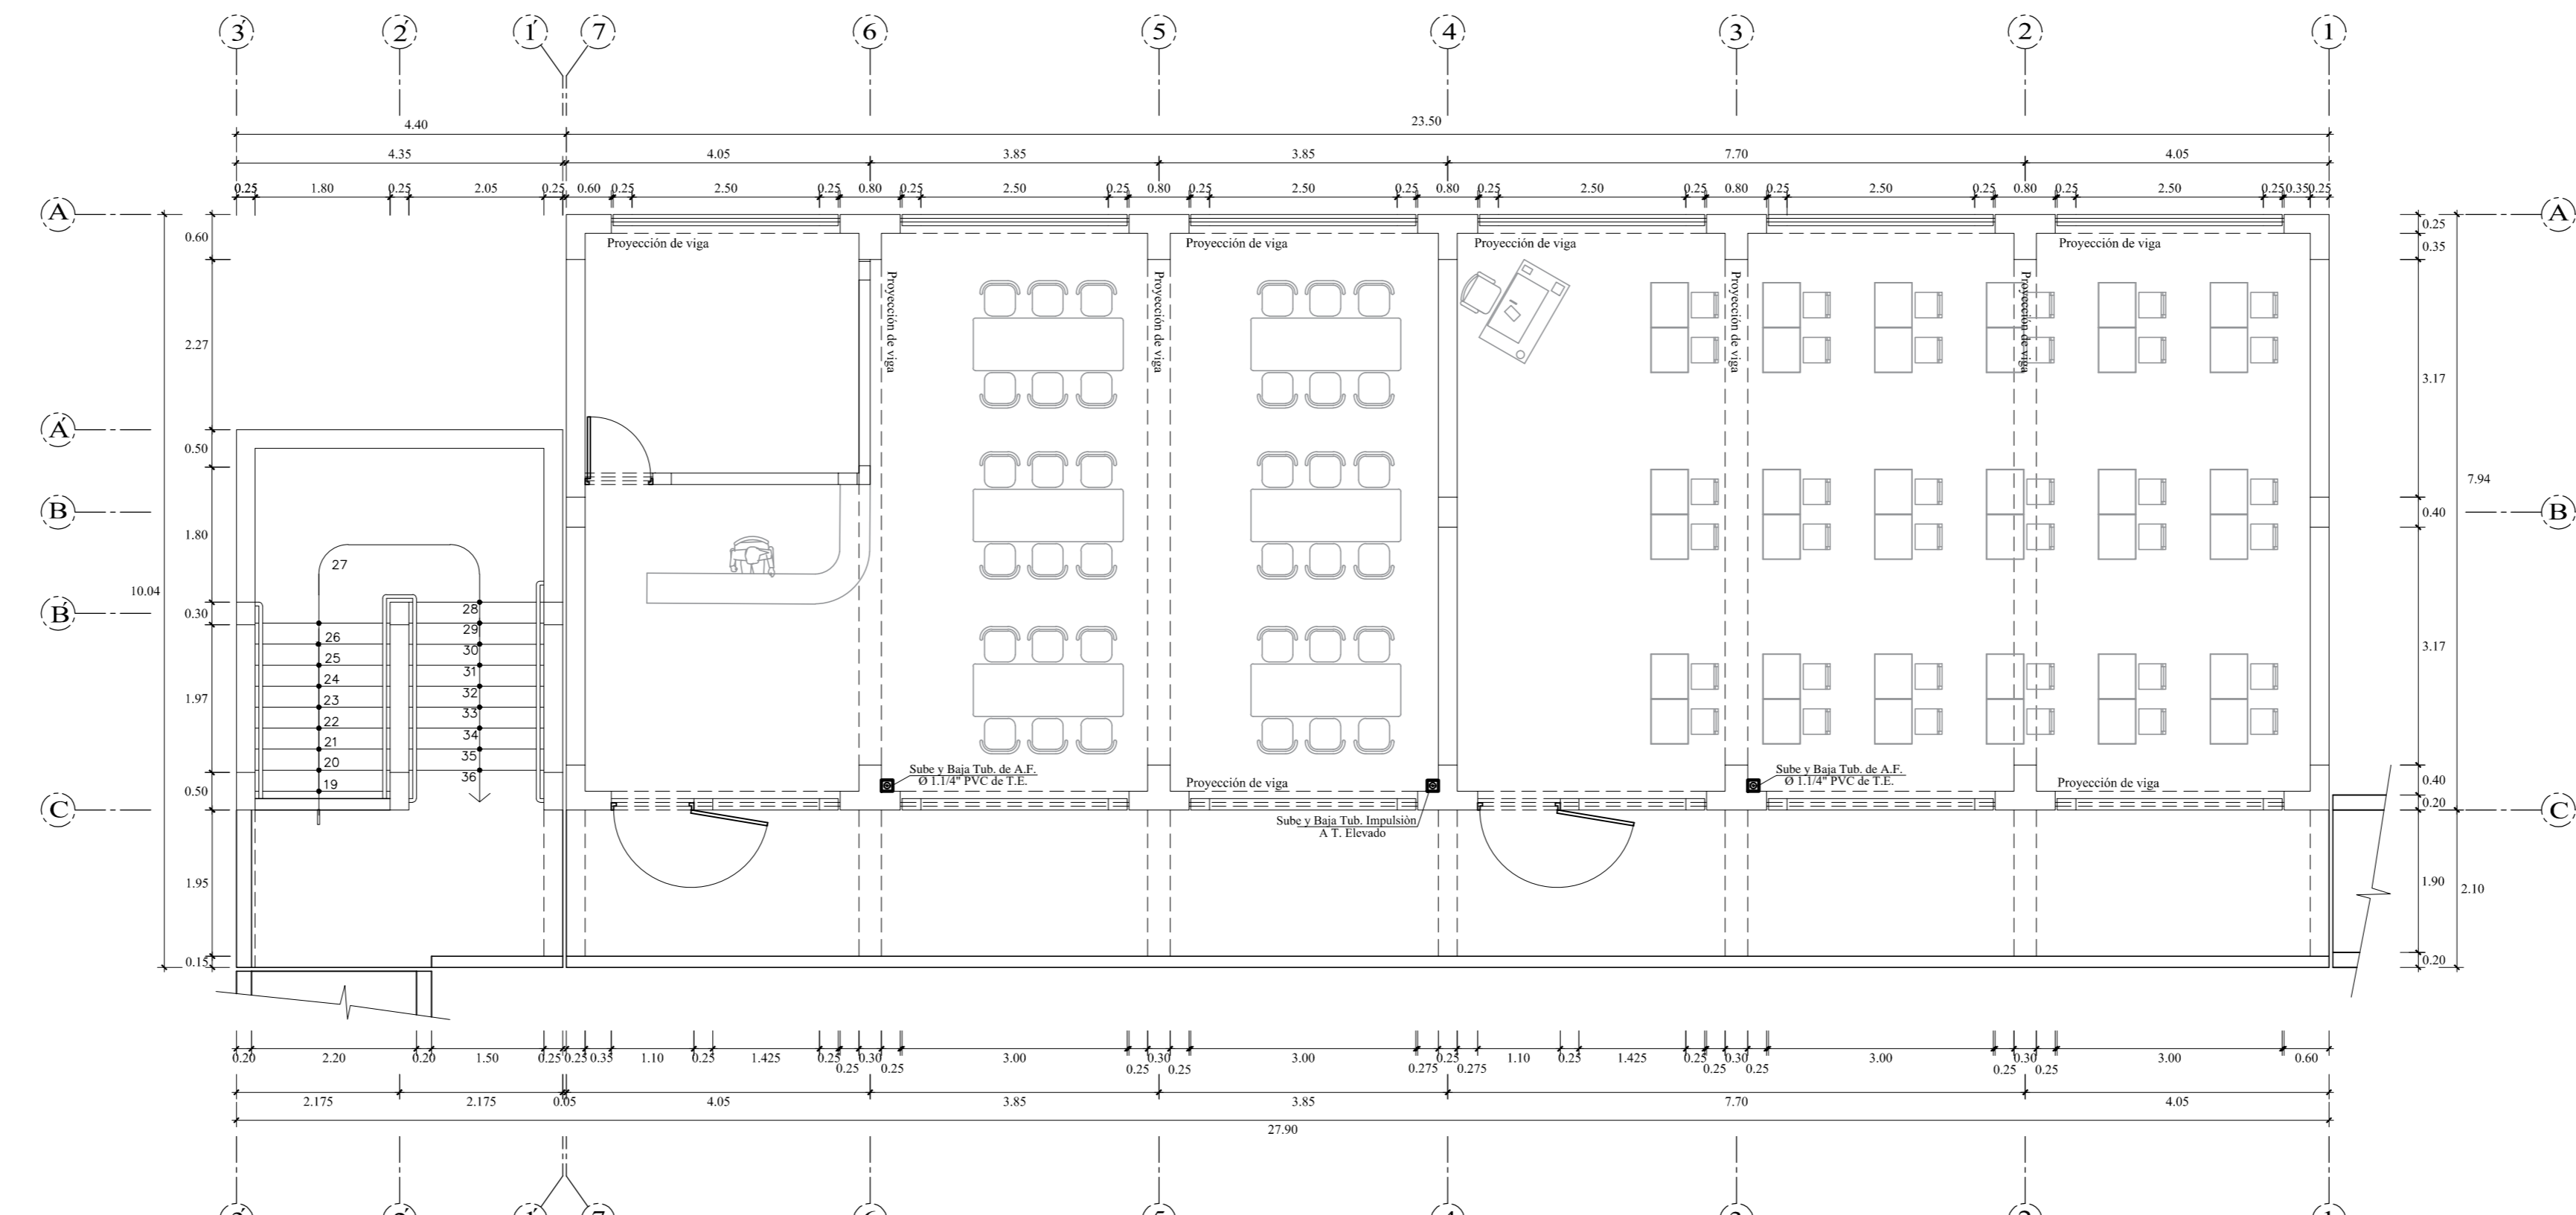 3' 2' 1' 7 6 5 4 3 2 1
4.40 23.50
4.35 4.05 3.85 3.85 7.70 4.05
0.25 1.80 0.25 2.05 0.25 0.60 0.25 2.50 0.25 0.80 0.25 2.50 0.25 0.80 0.25 2.50 0.25 0.80 0.25 2.50 0.25 0.80 0.25 2.50 0.25 0.80 0.25 2.50 0.25 0.35 0.25
A A
0.60 0.25
Proyección de viga Proyección de viga Proyección de viga Proyección de viga
0.35
Proyección de viga
Proyección de viga
Proyección de viga
Proyección de viga
2.27
3.17
A'
0.50
7.94
B 0.40 B
1.80
27
10.04
B' 0.30
28
29
26 30
25 31
24 32
23 33
22 34
21 35
20 36
19
3.17
1.97
0.50
Sube y Baja Tub. de A.F.
Ø 1.1/4" PVC de T.E.
Proyección de viga
Sube y Baja Tub. de A.F.
Ø 1.1/4" PVC de T.E.
Proyección de viga
0.40
0.20
C C
Sube y Baja Tub. Impulsiòn
A T. Elevado
1.95 1.90 2.10
0.15 0.20
0.20 2.20 0.20 1.50 0.25 0.25 0.35 1.10 0.25 1.425 0.25 0.30 3.00 0.30 3.00 0.25 1.10 0.25 1.425 0.25 0.30 3.00 0.30 3.00 0.60
0.25 0.25 0.25 0.25 0.275 0.275 0.25 0.25 0.25 0.25
2.175 2.175 0.05 4.05 3.85 3.85 7.70 4.05
27.90